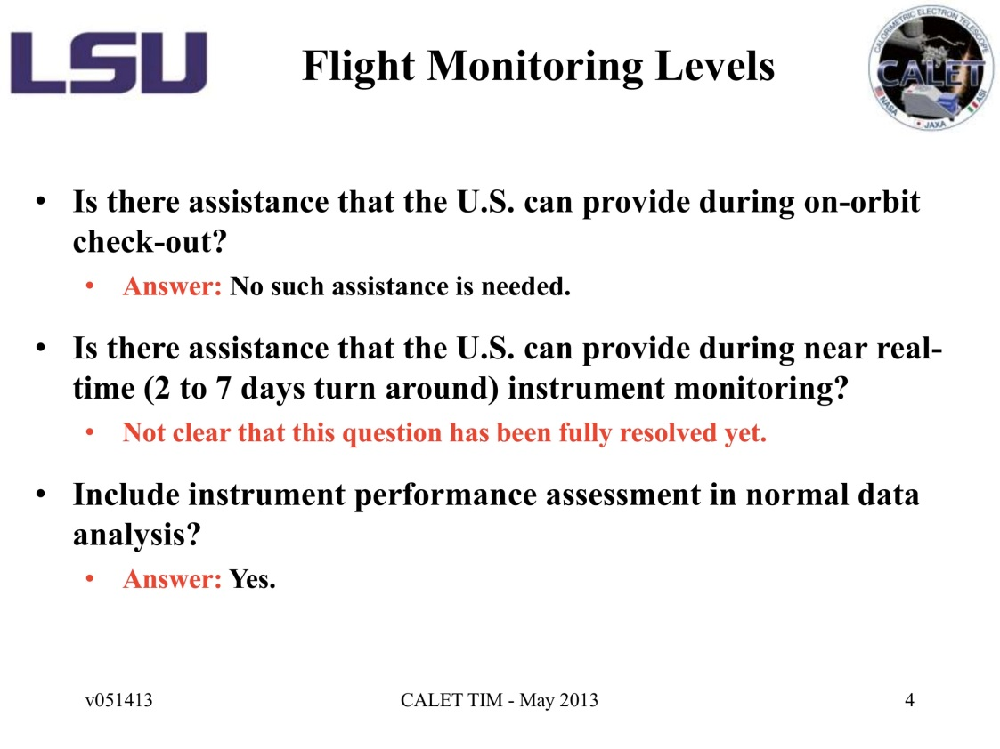 LSU
Flight Monitoring Levels
CALORIMETRIC ELECTRON TELESCOPE
CALET
NASA
JAXA
ASI
• Is there assistance that the U.S. can provide during on-orbit
check-out?
• Answer: No such assistance is needed.
• Is there assistance that the U.S. can provide during near real-
time (2 to 7 days turn around) instrument monitoring?
• Not clear that this question has been fully resolved yet.
• Include instrument performance assessment in normal data
analysis?
• Answer: Yes.
v051413
CALET TIM - May 2013
4